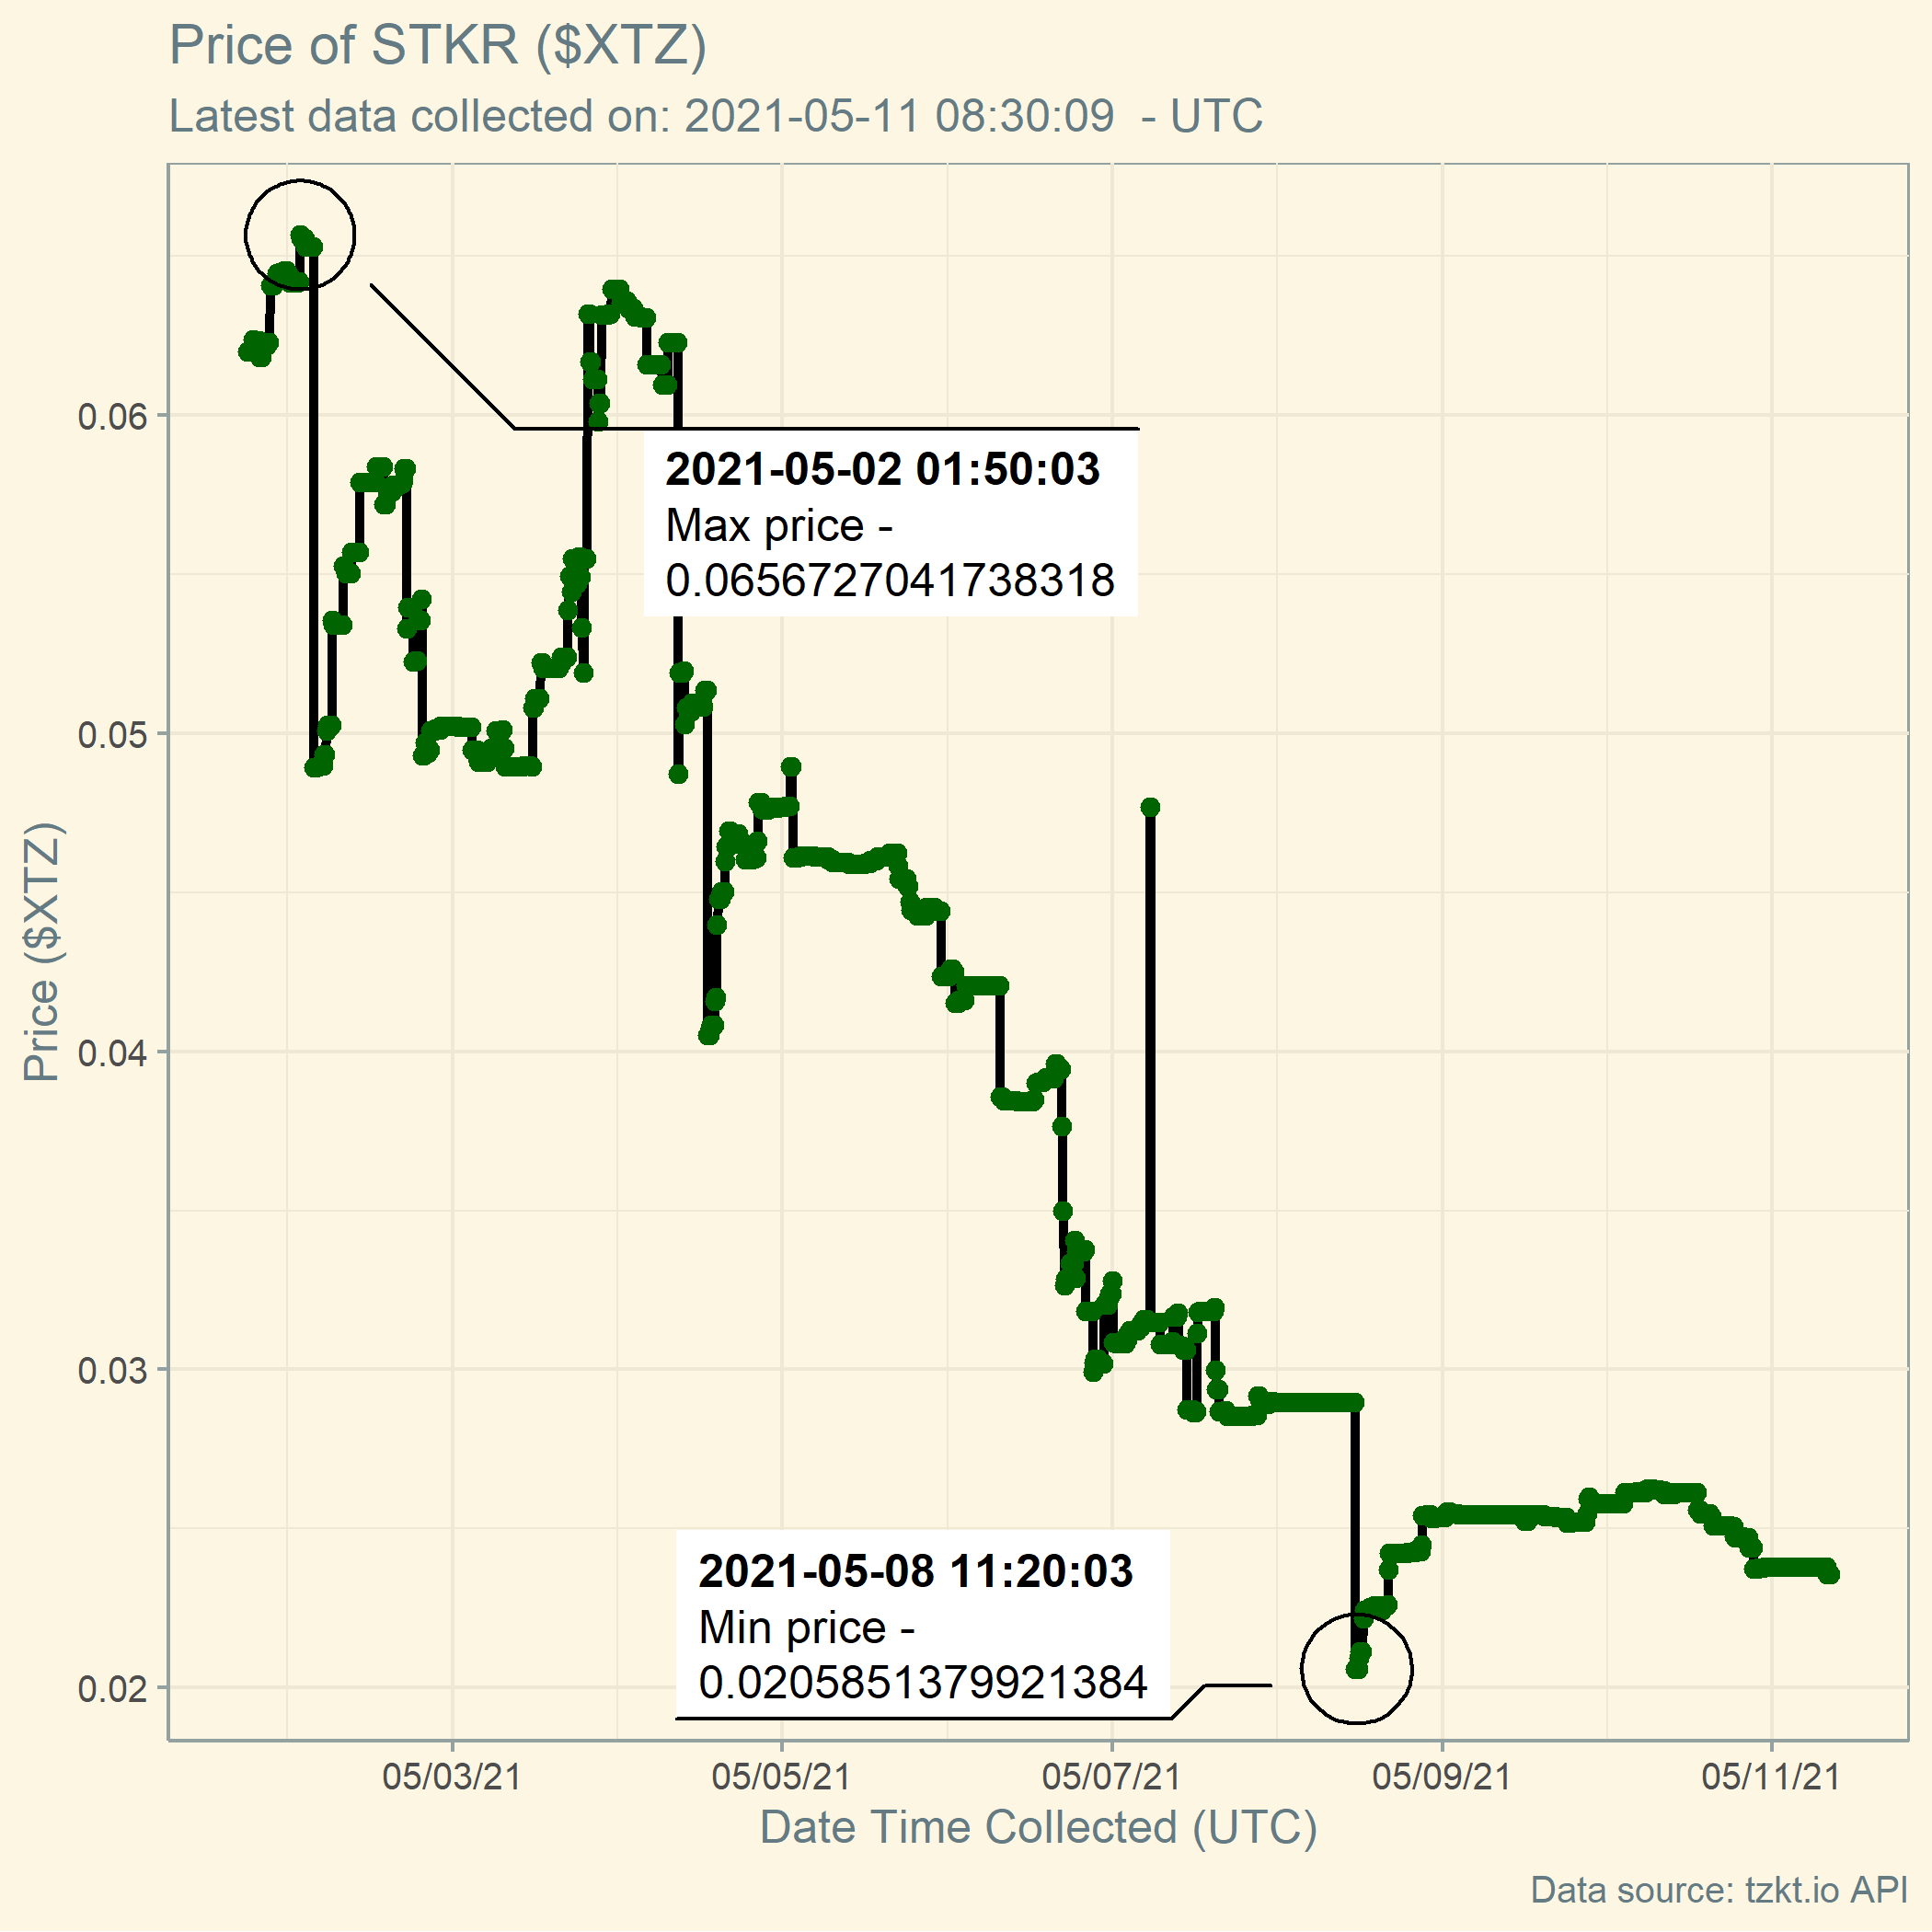 Price of STKR ($XTZ)
Latest data collected on: 2021-05-11 08:30:09 - UTC
Price ($XTZ)
0.06
0.05
0.04
0.03
0.02
2021-05-02 01:50:03
Max price -
0.0656727041738318
2021-05-08 11:20:03
Min price -
0.0205851379921384
05/03/21
05/05/21
05/07/21
05/09/21
05/11/21
Date Time Collected (UTC)
Data source: tzkt.io API